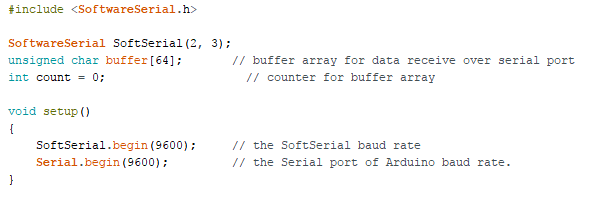 #include <SoftwareSerial.h>
SoftwareSerial SoftSerial(2, 3);
unsigned char buffer[64];       // buffer array for data receive over serial port
int count = 0;                    // counter for buffer array
void setup()
{
    SoftSerial.begin(9600);     // the SoftSerial baud rate
    Serial.begin(9600);         // the Serial port of Arduino baud rate.
}